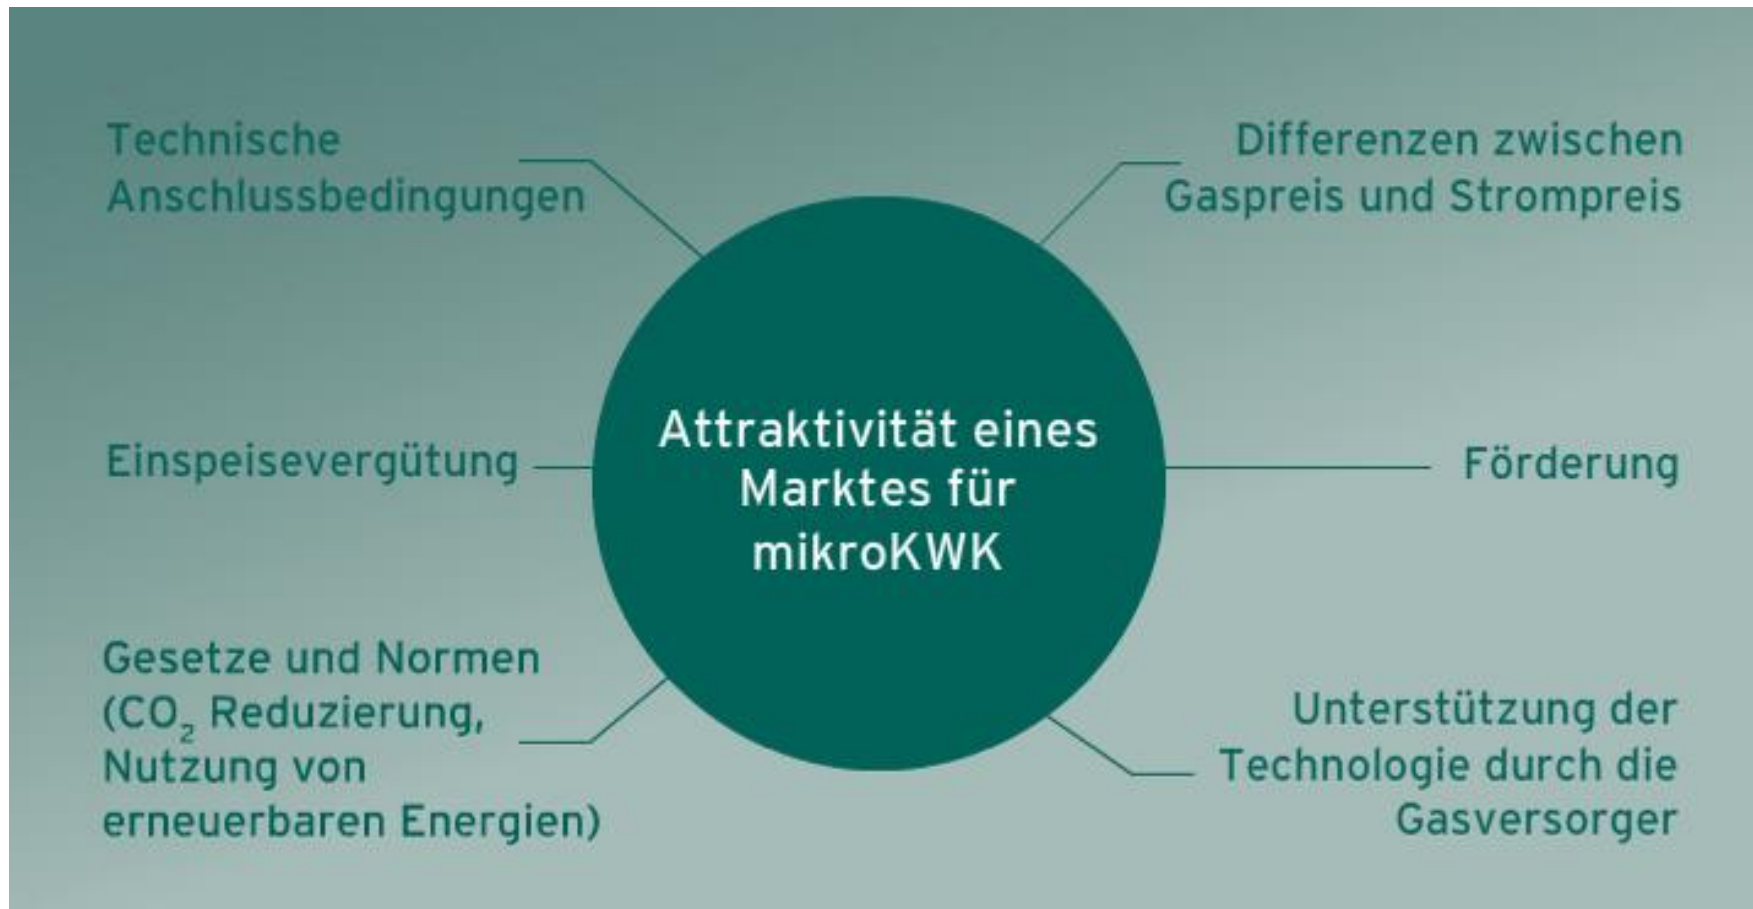 Technische
Anschlussbedingungen
Differenzen zwischen
Gaspreis und Strompreis
Einspeisevergütung
Attraktivität eines
Marktes für
mikroKWK
Förderung
Gesetze und Normen
(CO₂ Reduzierung,
Nutzung von
erneuerbaren Energien)
Unterstützung der
Technologie durch die
Gasversorger